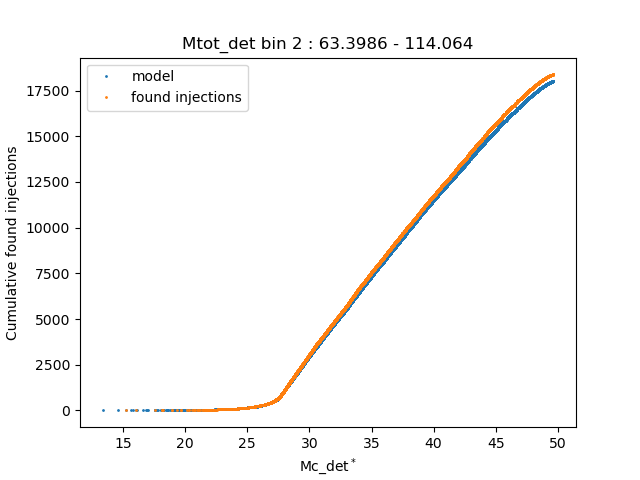 Mtot_det bin 2 : 63.3986 - 114.064
model
found injections
Cumulative found injections
17500
15000
12500
10000
7500
5000
2500
0
15 20 25 30 35 40 45 50
Mc_det*